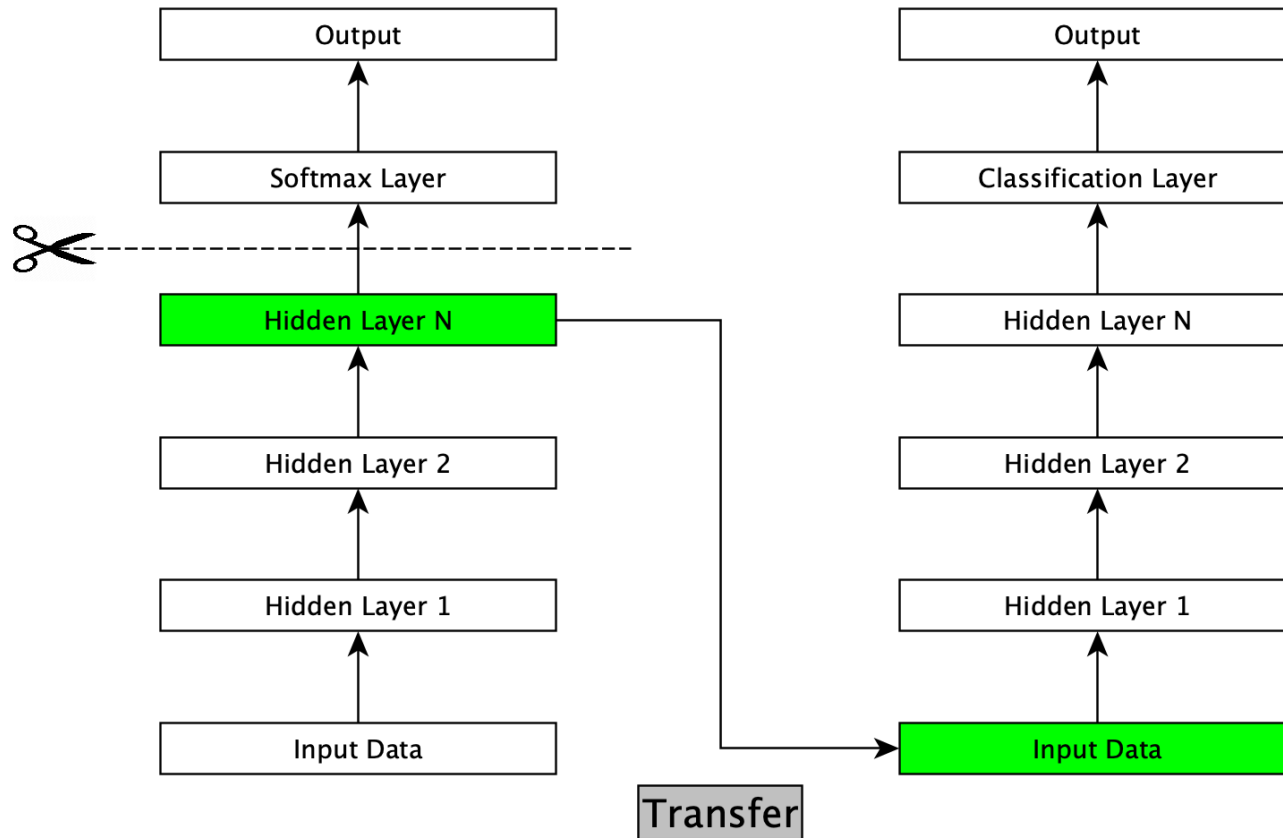 Output
Softmax Layer
Hidden Layer N
Hidden Layer 2
Hidden Layer 1
Input Data
Output
Classification Layer
Hidden Layer N
Hidden Layer 2
Hidden Layer 1
Input Data
Transfer